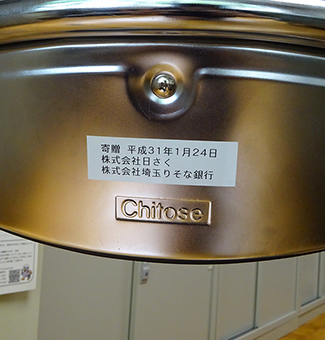 寄贈 平成31年1月24日
株式会社日さく
株式会社埼玉りそな銀行
Chitose